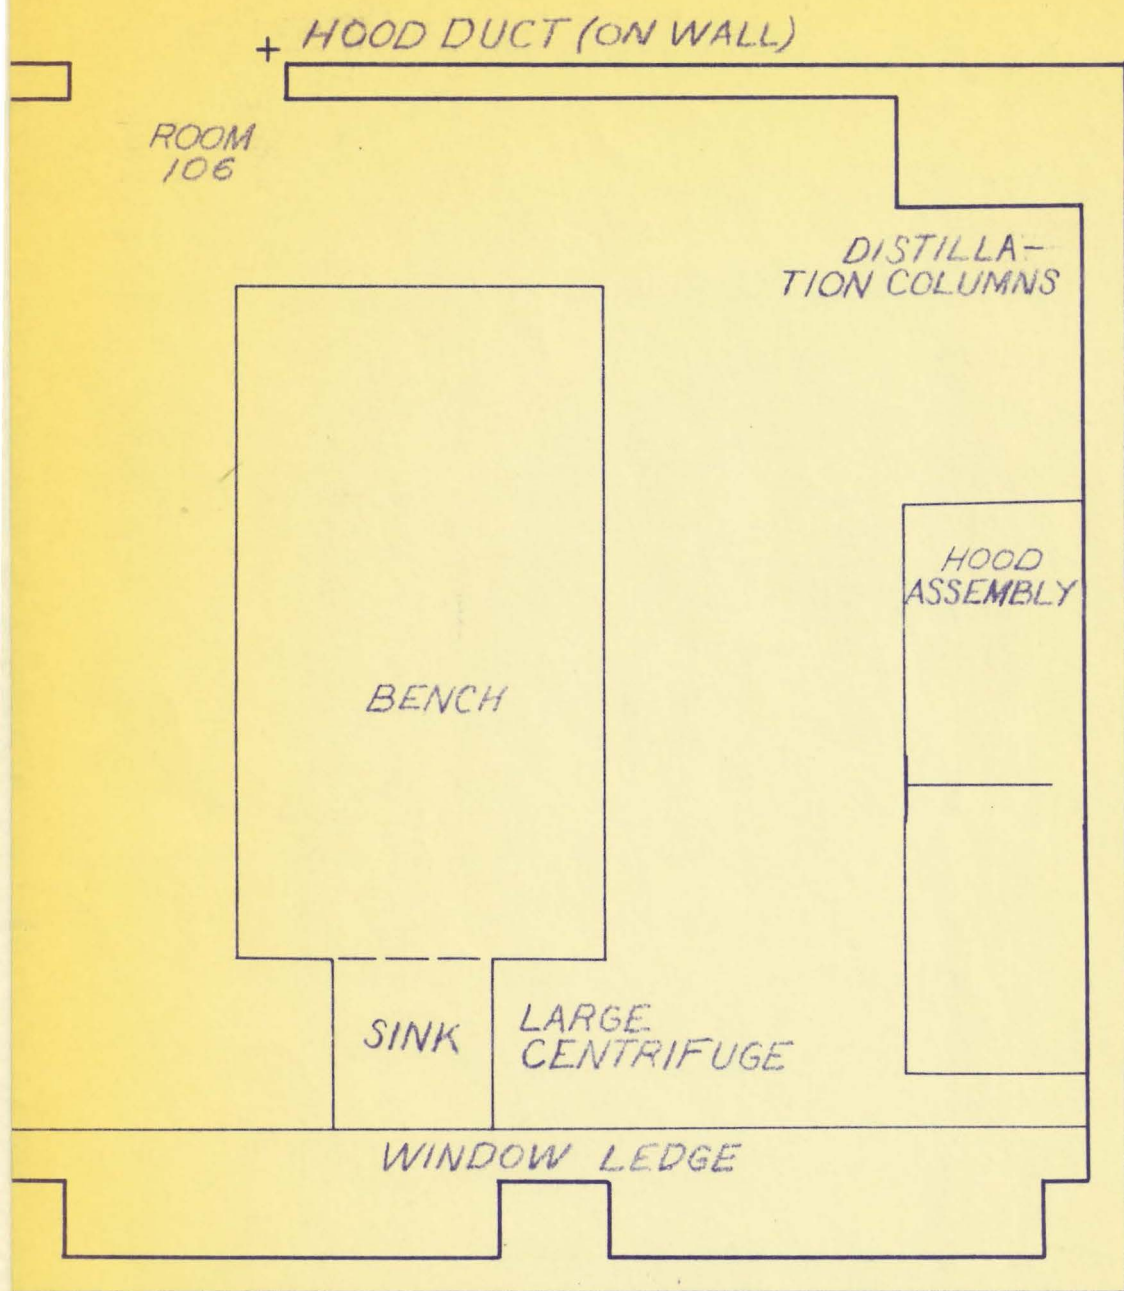 + HOOD DUCT (ON WALL)
ROOM
106
DISTILLA-
TION COLUMNS
HOOD
ASSEMBLY
BENCH
SINK
LARGE
CENTRIFUGE
WINDOW LEDGE